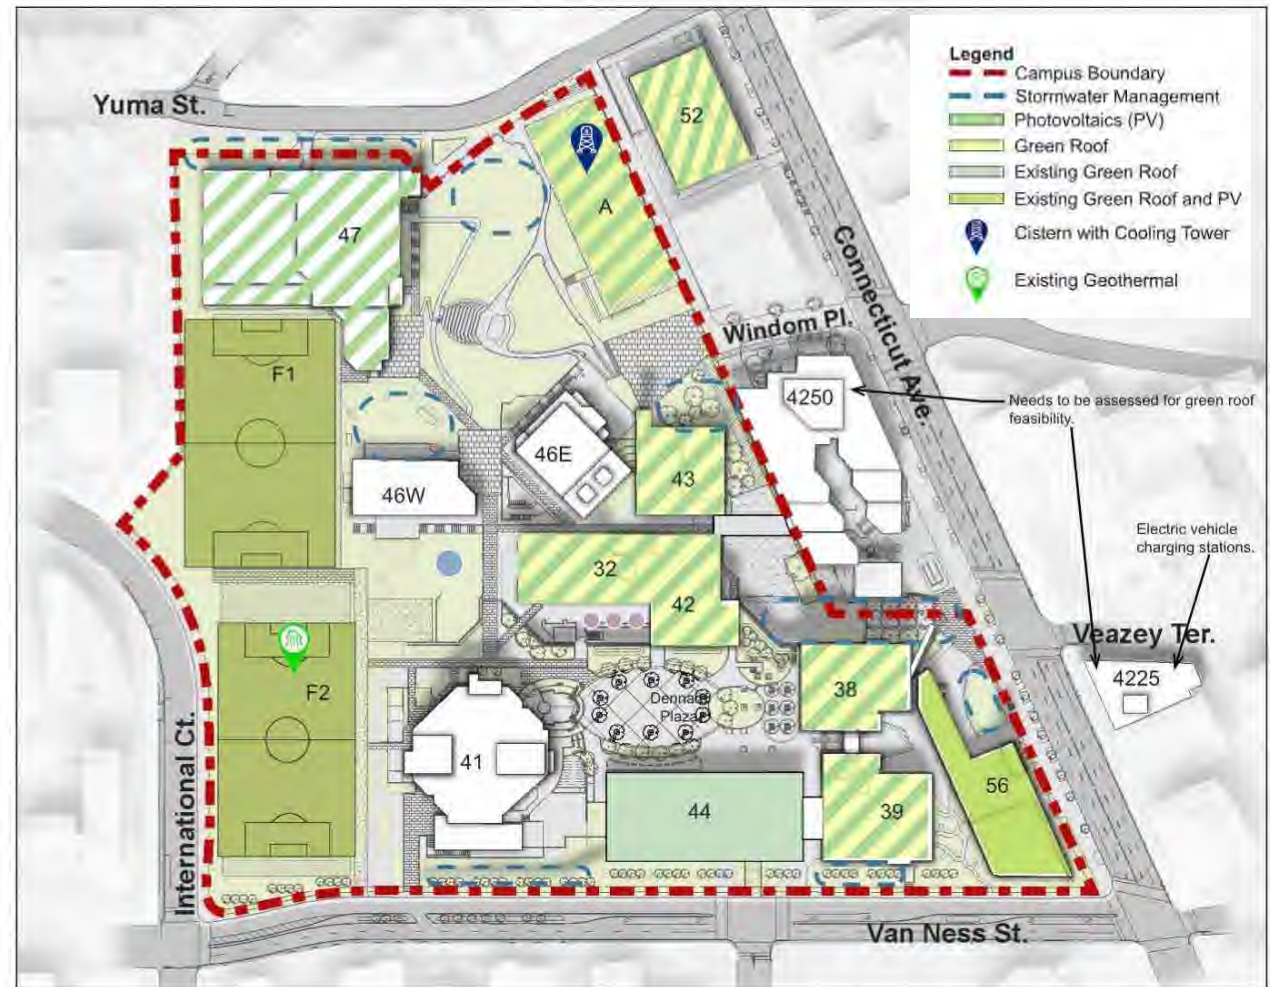 Legend
Campus Boundary
Stormwater Management
Photovoltaics (PV)
Green Roof
Existing Green Roof
Existing Green Roof and PV
Cistern with Cooling Tower
Existing Geothermal
Yuma St.
52
A
47
Connecticut Ave.
Windom Pl.
F1
4250
Needs to be assessed for green roof
feasibility.
46E
43
46W
Electric vehicle
charging stations.
32
42
Veazey Ter.
4225
F2
38
Dennard
Plaza
41
56
44
39
International Ct.
Van Ness St.